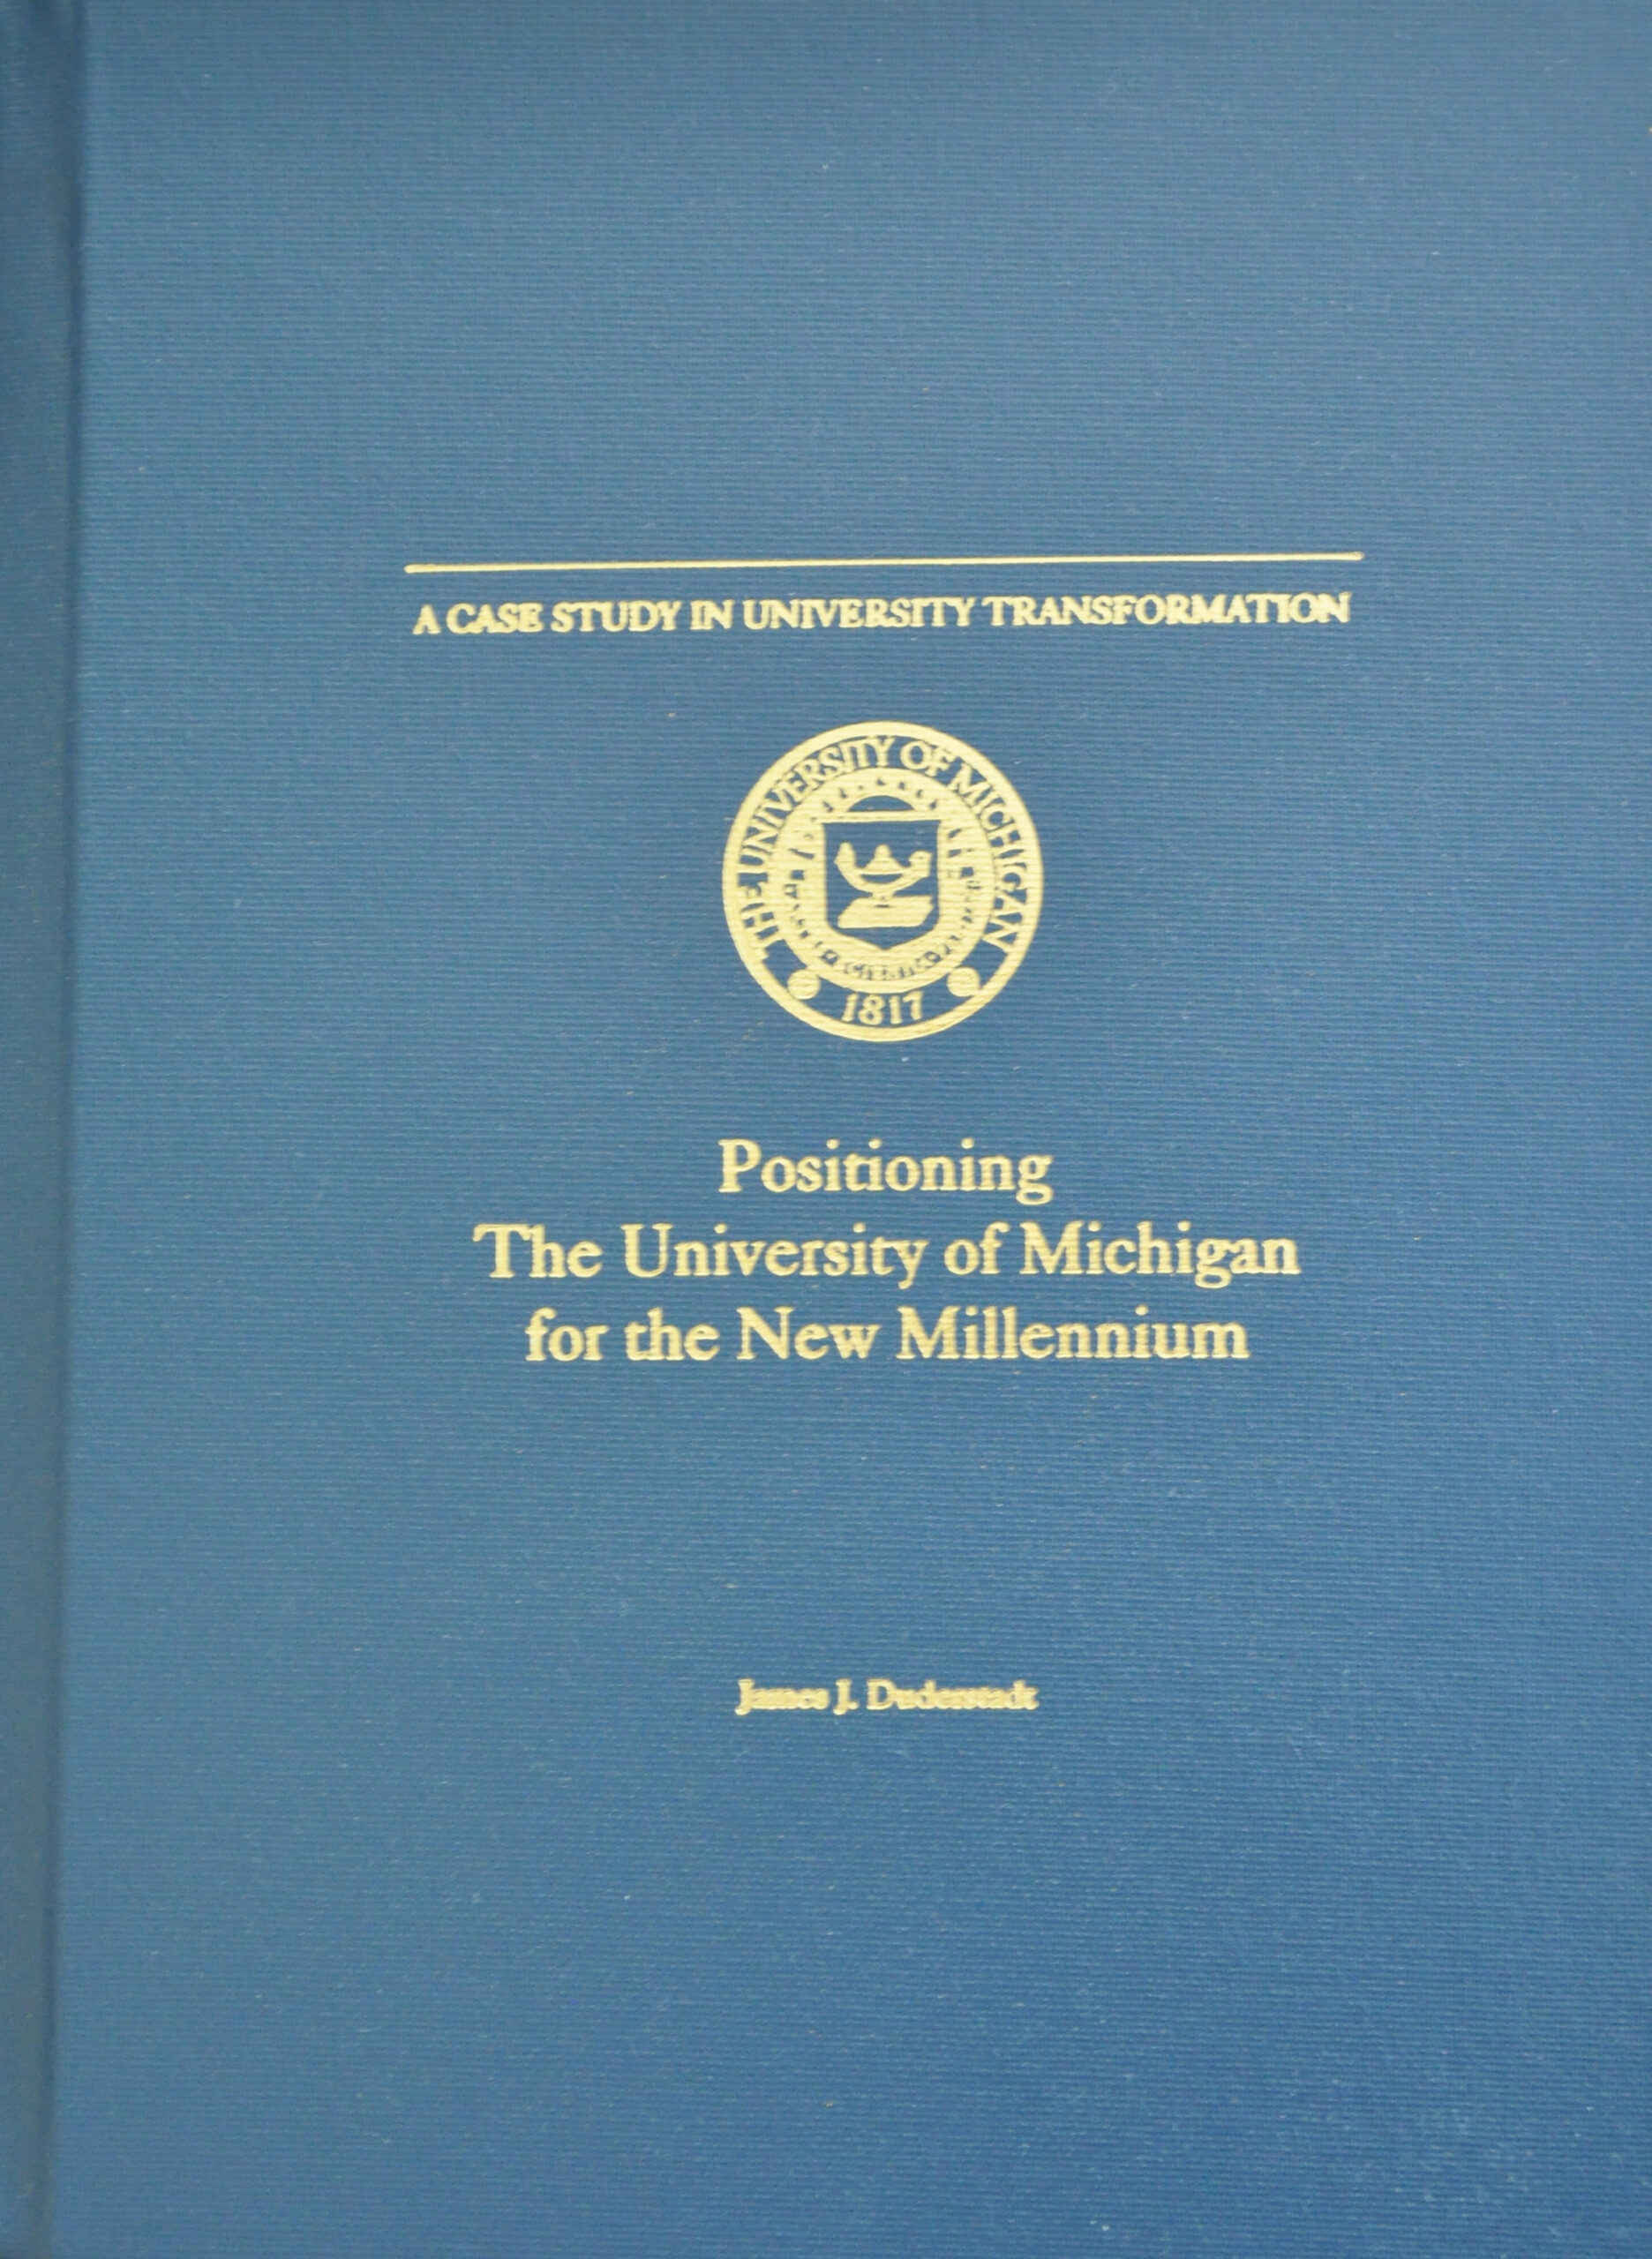 A CASE STUDY IN UNIVERSITY TRANSFORMATION
THE UNIVERSITY OF MICHIGAN
1817
Positioning
The University of Michigan
for the New Millennium
James J. Duderstadt